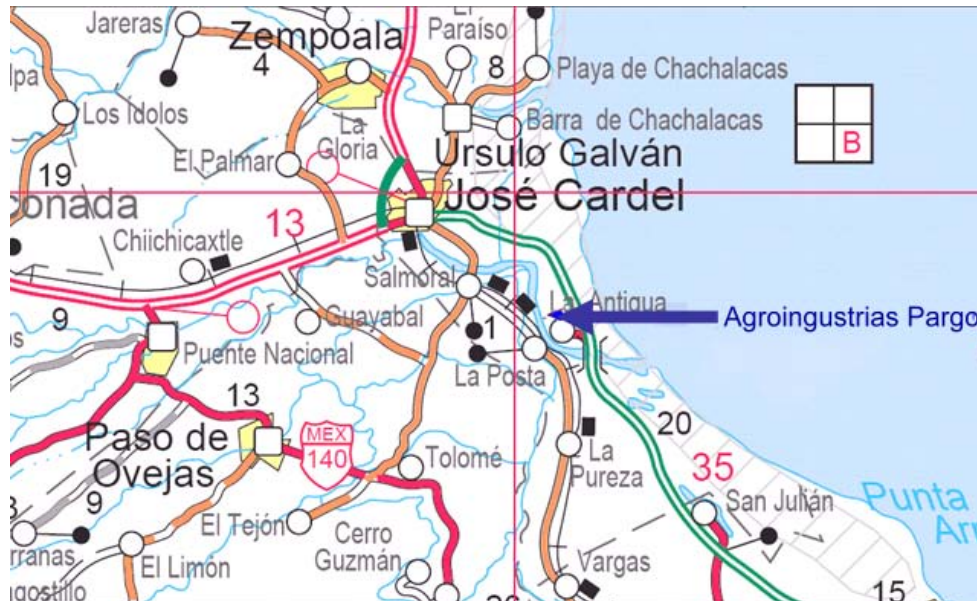 Jareras
Zempoala
El
Paraíso
4
8
Playa de Chachalacas
Los Ídolos
La
Gloria
Barra de Chachalacas
B
El Palmar
Úrsulo Galván
19
José Cardel
13
Chiichicaxtle
Salmoral
La Antigua
Agroingustrias Pargo
9
Guayabal
1
Puente Nacional
La Posta
13
20
Paso de
Ovejas
MEX
140
Tolomé
La
Pureza
35
San Julián
Punta
9
El Tejón
Cerro
Guzmán
El Limón
Vargas
15